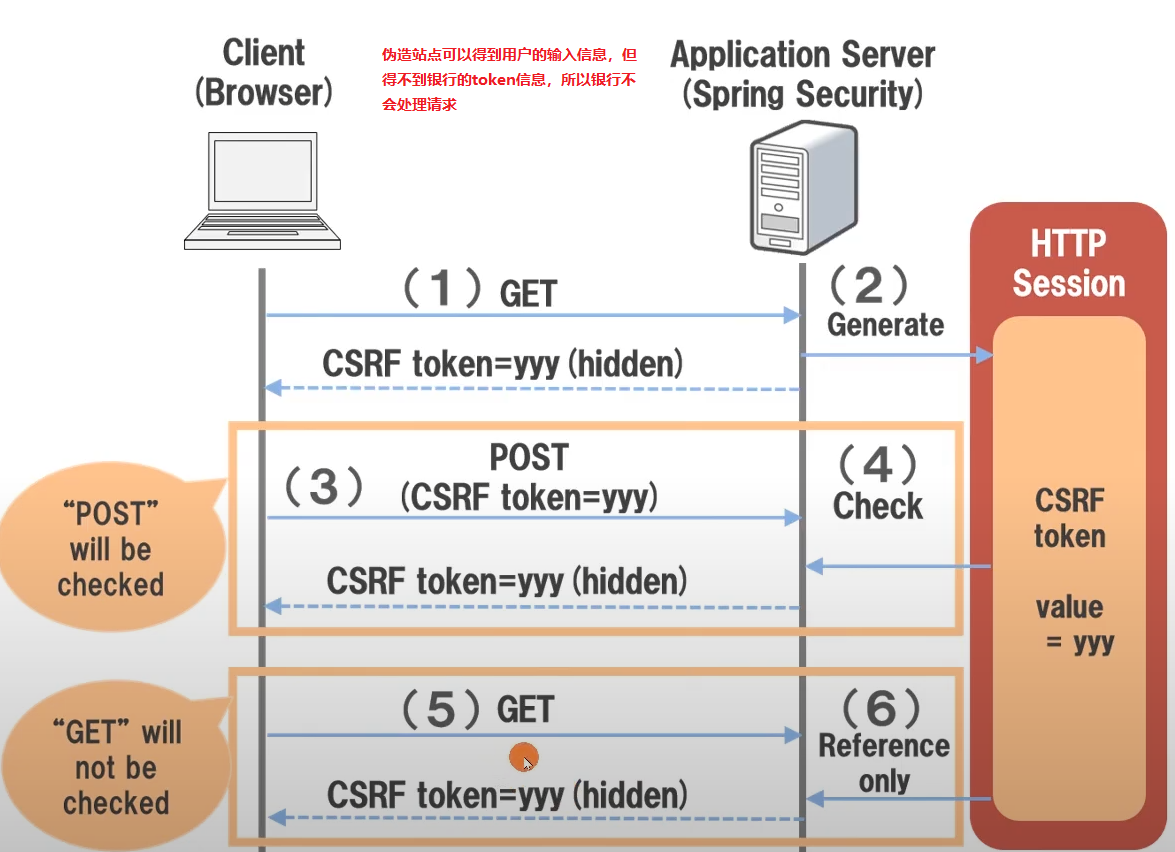 Client
(Browser)
伪造站点可以得到用户的输入信息，但
得不到银行的token信息，所以银行不
会处理请求
Application Server
(Spring Security)
HTTP
Session
(1) GET
(2)
Generate
CSRF token=yyy (hidden)
“POST”
will be
checked
(3)
POST
(CSRF token=yyy)
(4)
Check
CSRF token=yyy (hidden)
CSRF
token
value
= yyy
“GET” will
not be
checked
(5) GET
(6)
Reference
only
CSRF token=yyy (hidden)